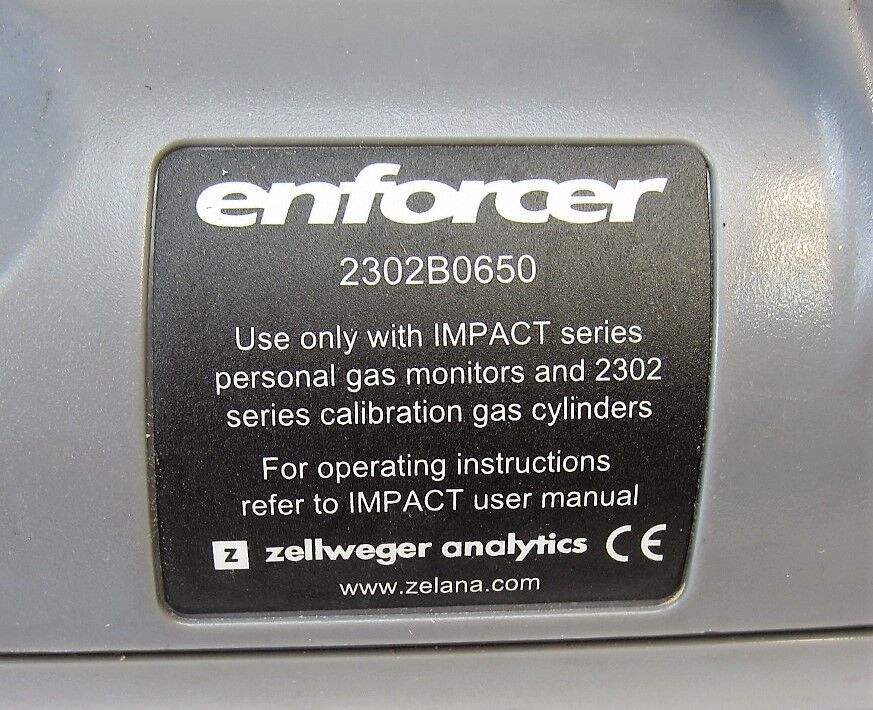 enforcer
2302B0650
Use only with IMPACT series
personal gas monitors and 2302
series calibration gas cylinders
For operating instructions
refer to IMPACT user manual
Z zellweger analytics CE
www.zelana.com